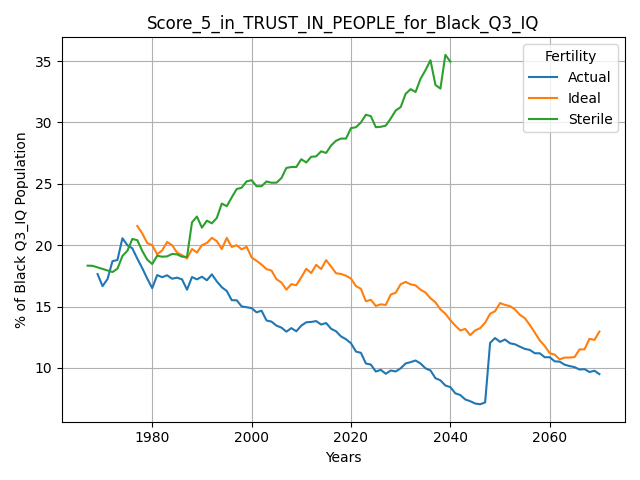 Score_5_in_TRUST_IN_PEOPLE_for_Black_Q3_IQ
Fertility
Actual
Ideal
Sterile
% of Black Q3_IQ Population
35
30
25
20
15
10
1980
2000
2020
2040
2060
Years